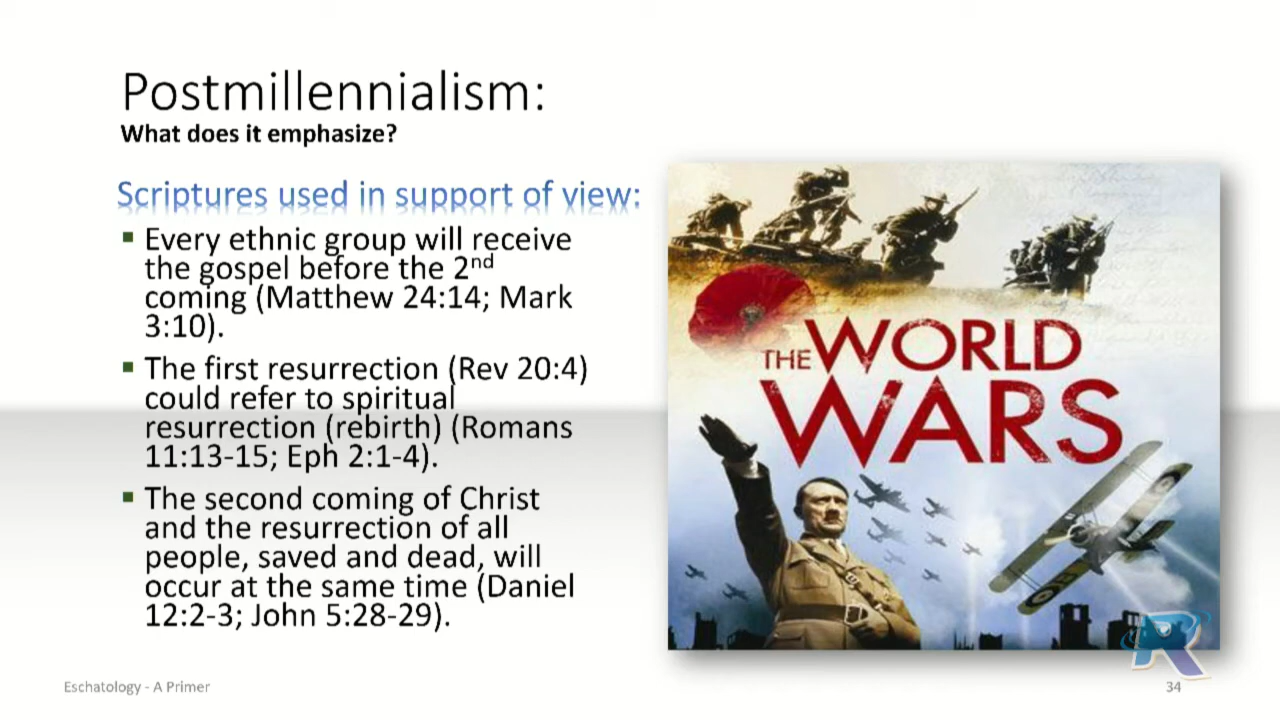 Postmillennialism:
What does it emphasize?
Scriptures used in support of view:
Every ethnic group will receive
the gospel before the 2nd
coming (Matthew 24:14; Mark
3:10).
The first resurrection (Rev 20:4)
could refer to spiritual
resurrection (rebirth) (Romans
11:13-15; Eph 2:1-4).
The second coming of Christ
and the resurrection of all
people, saved and dead, will
occur at the same time (Daniel
12:2-3; John 5:28-29).
THE WORLD
WARS
R
Eschatology - A Primer
34